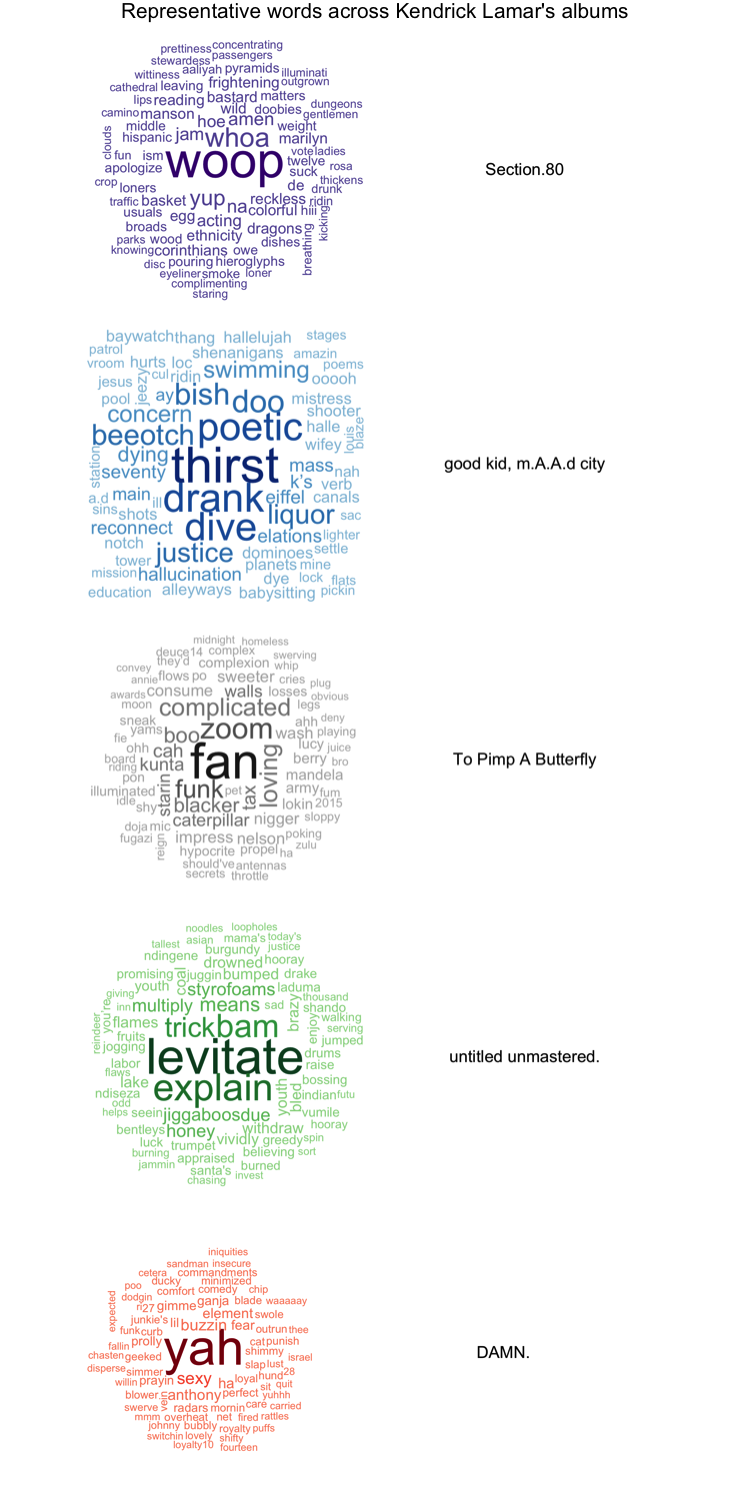 Representative words across Kendrick Lamar's albums
prettiness concentrating
stewardess passengers
wittiness aaliyah pyramids illuminati
cathedral leaving frightening outgrown
lips reading bastard matters
camino manson wild doobies dungeons
gentlemen
middle hoe amen weight
hispanic jam whoa marilyn
clouds fun ism woop vote ladies
apologize twelve rosa
suck
crop loners de thickens
drunk
traffic basket yup na reckless ridin
usuals egg acting colorful hiii kicking
broads ethnicity dragons
parks wood dishes
knowing corinthians owe breathing
disc pouring hieroglyphs
eyeliner smoke loner
complimenting
staring
Section.80
baywatch thang hallelujah stages
patrol shenanigans amazin
vroom hurts loc swimming poems
jesus jeezy cul ridin ooooh
pool ay bish doo mistress
concern shooter
beeotch poetic halle louis blaze
wifey
dying thirst mass nah
station seventy k's verb
a.d main ill drank eiffel canals
sins shots liquor sac
reconnect dive elations lighter
notch justice dominoes settle
tower planets mine
mission hallucination dye lock flats
education alleyways babysitting pickin
good kid, m.A.A.d city
midnight homeless
deuce14 complex
they'd swerving
convey complexion whip
annie flows po sweeter cries plug
awards consume walls losses obvious
moon complicated legs
sneak zoom ahh deny
yams boo wash playing
fie cah lucy juice
ohh fan loving
board kunta berry bro
riding
pon starin funk pet tax mandela
illuminated army fum
idle shy blacker lokin 2015
caterpillar nigger sloppy
doja mic
fugazi impress nelson poking
reign hypocrite propel ha zulu
should've antennas
secrets throttle
To Pimp A Butterfly
noodles loopholes
tallest asian mama's today's
burgundy justice
ndingene drowned hooray
promising coal juggin bumped drake
giving youth styrofoams laduma
thousand
inn multiply means sad brazy shando
reindeer you're flames trick bam enjoy walking
fruits serving
jogging levitate jumped
drums
labor raise
flaws
lake explain bossing
ndiseza youth bled indian futu
odd
helps seein jiggaboos due vumile
bentleys honey withdraw hooray
luck vividly greedy spin
trumpet
burning appraised believing sort
jammin santa's burned
chasing invest
untitled unmastered.
iniquities
sandman insecure
cetera commandments
poo ducky minimized
comfort comedy chip
dodgin ganja blade waaaaay
expected r 27 gimme element swole
junkie's lil buzzin fear
funk curb outrun thee
fallin prolly yah cat punish
shimmy
chasten geeked israel
disperse simmer slap lust
willin prayin sexy ha loyal hund 28
sit quit
blower vein anthony perfect yuhhh
swerve radars mornin care carried
mmm overheat net fired rattles
johnny bubbly royalty puffs
switchin lovely shifty
loyalty10 fourteen
DAMN.